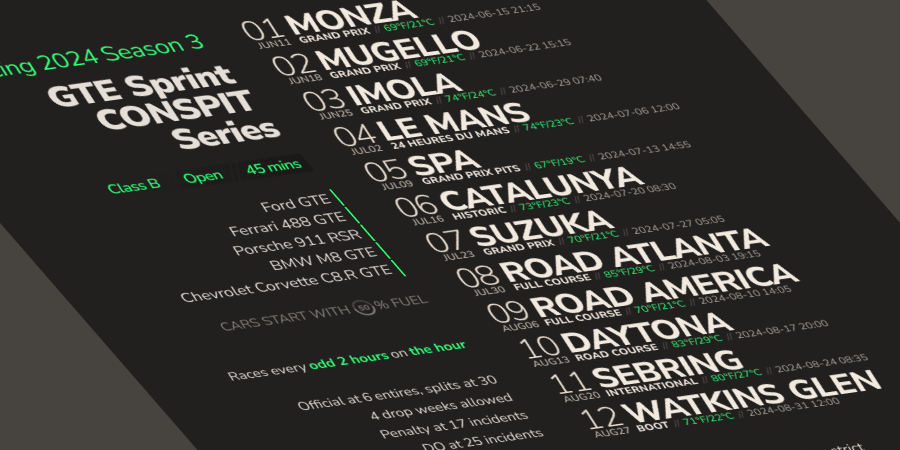 ing 2024 Season 3
GTE Sprint
CONSPIT
Series
Class B Open 45 mins
Ford GTE
Ferrari 488 GTE
Porsche 911 RSR
BMW M8 GTE
Chevrolet Corvette C8.R GTE
CARS START WITH 50 % FUEL
Races every odd 2 hours on the hour
Official at 6 entires, splits at 30
4 drop weeks allowed
Penalty at 17 incidents
DQ at 25 incidents
01 MONZA
JUN11 GRAND PRIX // 69°F/21°C // 2024-06-15 21:15
02 MUGELLO
JUN18 GRAND PRIX // 69°F/21°C // 2024-06-22 15:15
03 IMOLA
JUN25 GRAND PRIX // 74°F/24°C // 2024-06-29 07:40
04 LE MANS
JUL02 24 HEURES DU MANS // 74°F/23°C // 2024-07-06 12:00
05 SPA
JUL09 GRAND PRIX PITS // 67°F/19°C // 2024-07-13 14:55
06 CATALUNYA
JUL16 HISTORIC // 73°F/23°C // 2024-07-20 08:30
07 SUZUKA
JUL23 GRAND PRIX // 70°F/21°C // 2024-07-27 05:05
08 ROAD ATLANTA
JUL30 FULL COURSE // 85°F/29°C // 2024-08-03 19:15
09 ROAD AMERICA
AUG06 FULL COURSE // 70°F/21°C // 2024-08-10 14:05
10 DAYTONA
AUG13 ROAD COURSE // 83°F/29°C // 2024-08-17 20:00
11 SEBRING
AUG20 INTERNATIONAL // 80°F/27°C // 2024-08-24 08:35
12 WATKINS GLEN
AUG27 BOOT // 71°F/22°C // 2024-08-31 12:00